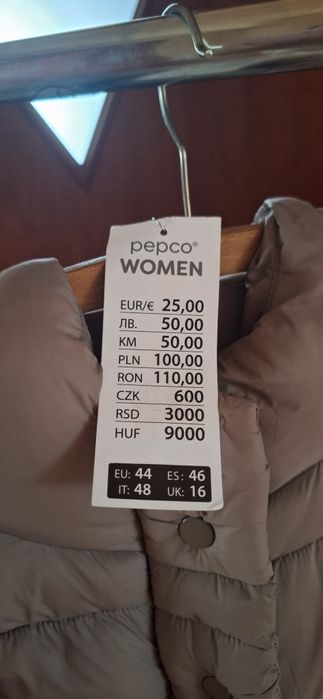 pepco®
WOMEN
EUR/€ 25,00
ЛВ. 50,00
KM 50,00
PLN 100,00
RON 110,00
CZK 600
RSD 3000
HUF 9000
EU: 44 ES: 46
IT: 48 UK: 16